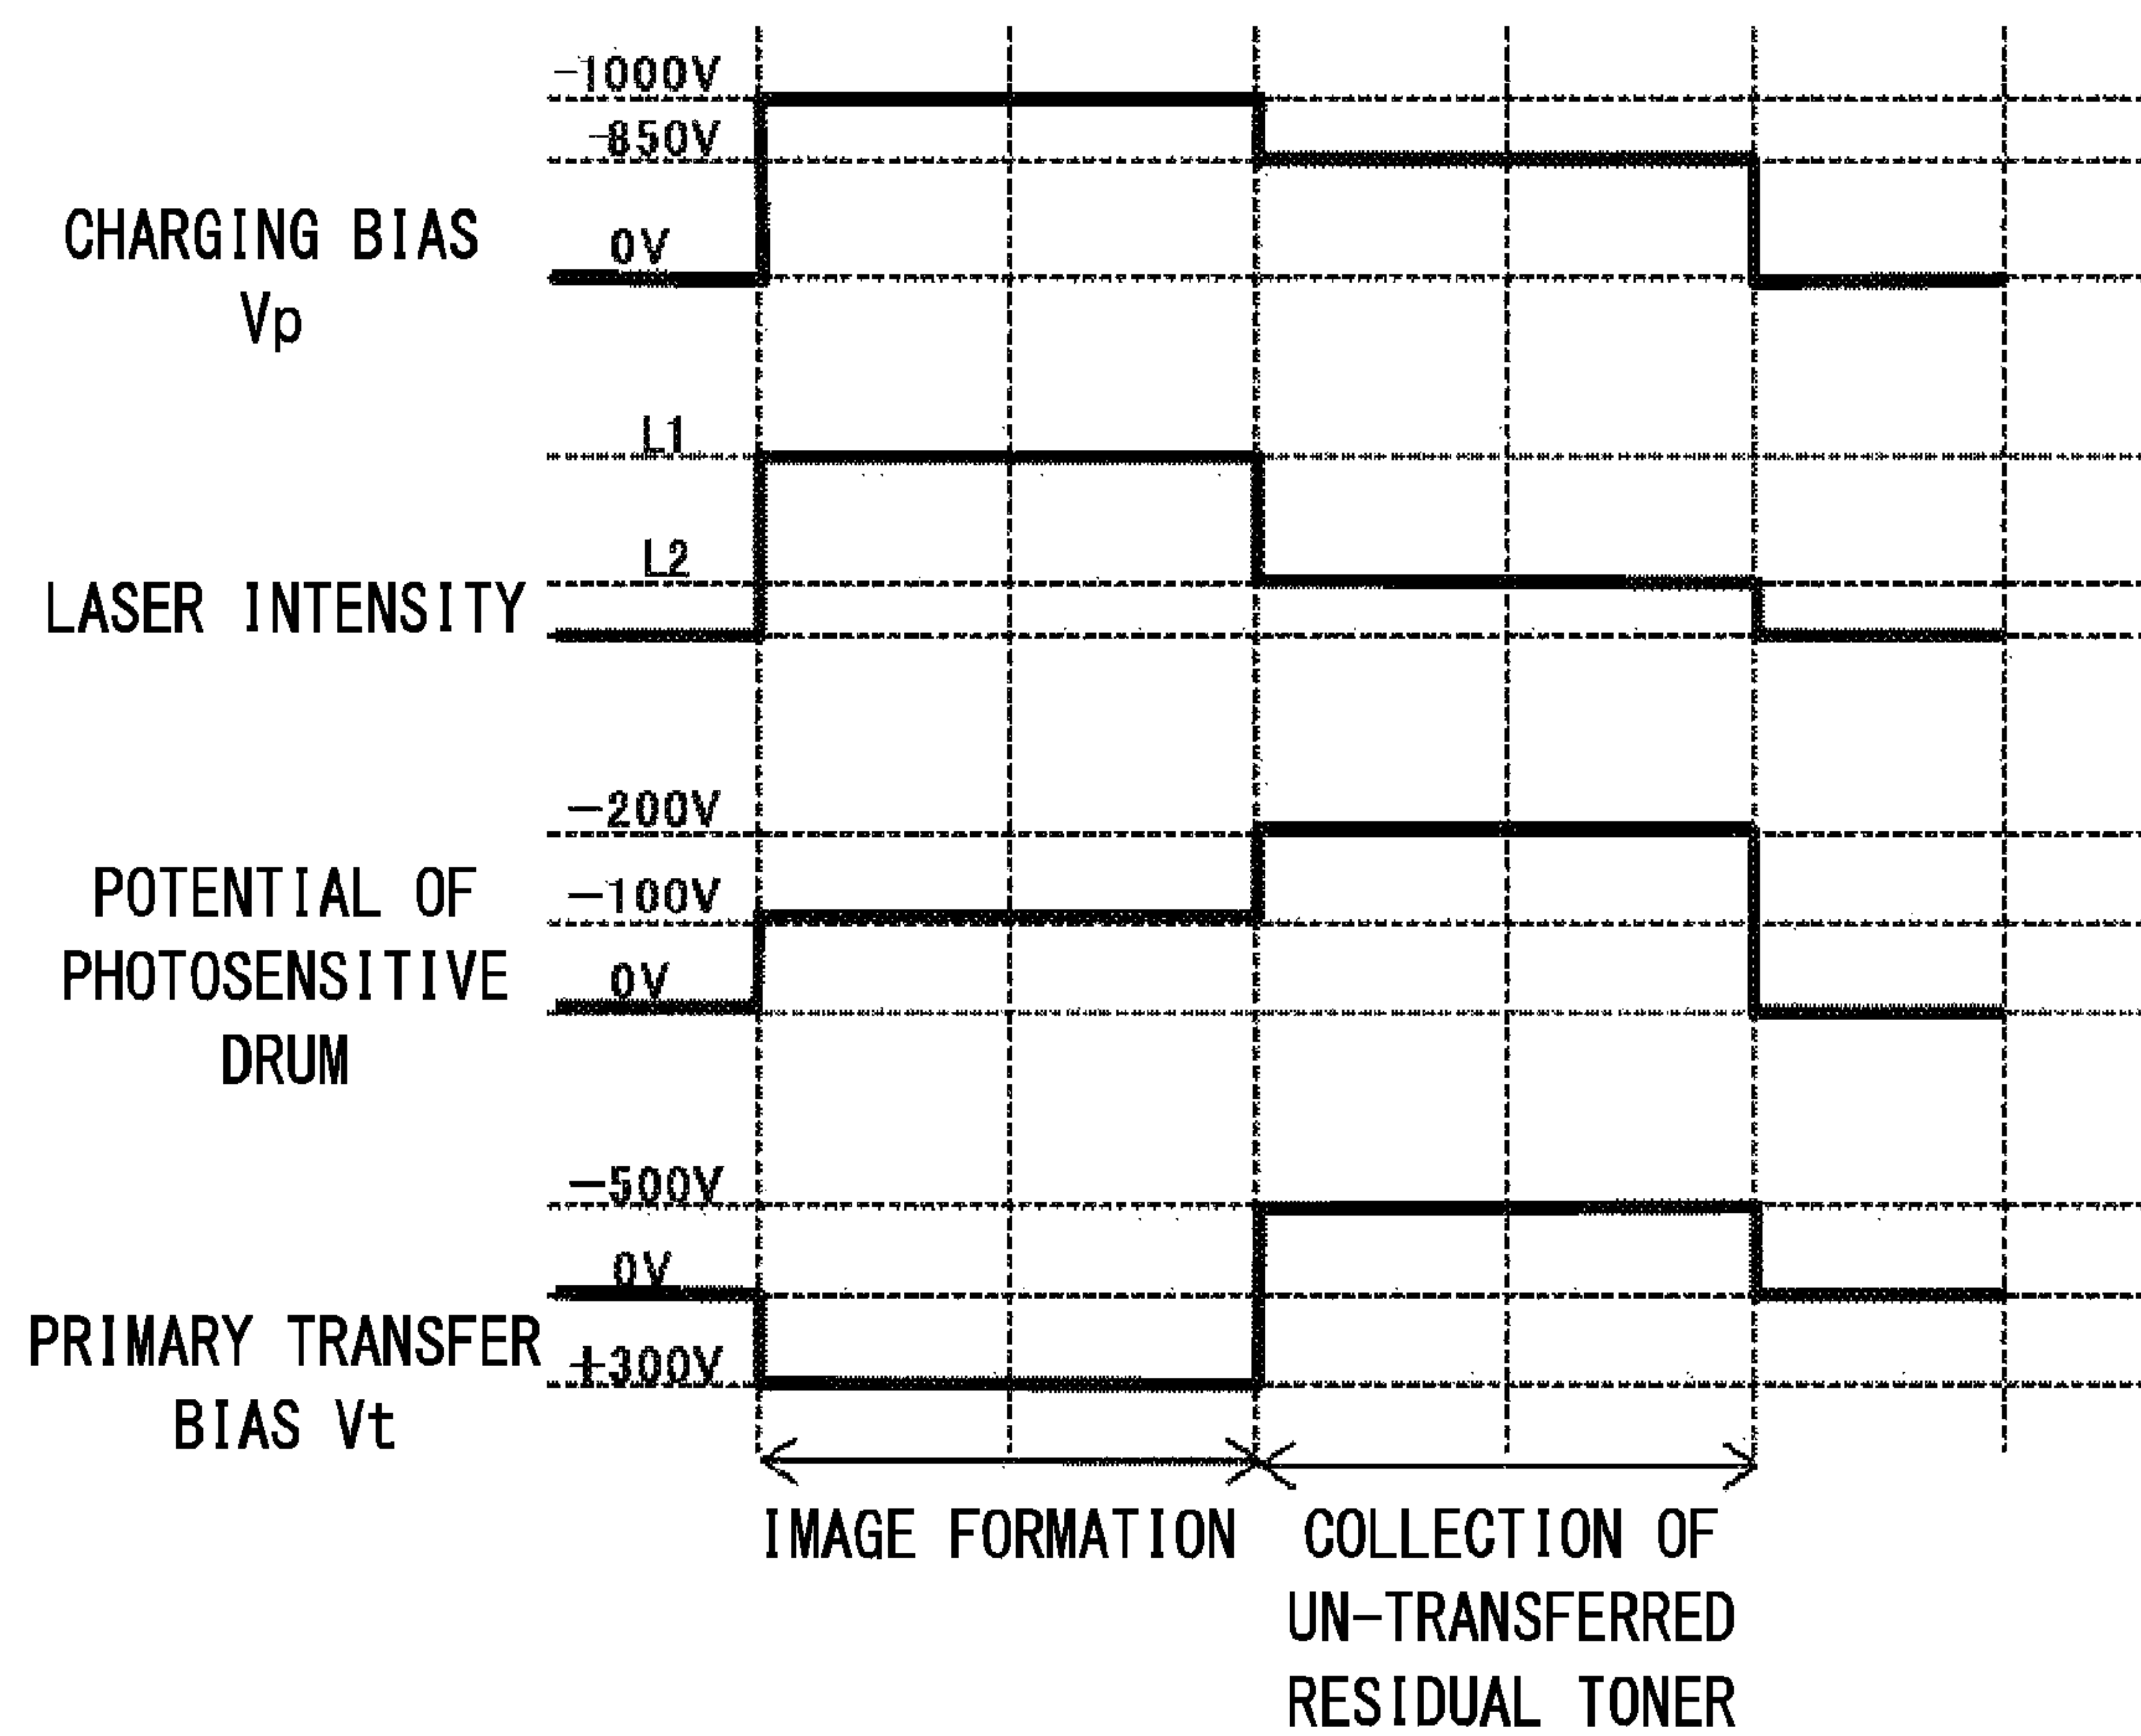 -1000V
-850V
CHARGING BIAS
Vp
0V
L1
L2
LASER INTENSITY
-200V
-100V
POTENTIAL OF
PHOTOSENSITIVE
DRUM
0V
-500V
0V
PRIMARY TRANSFER
BIAS Vt
+300V
IMAGE FORMATION
COLLECTION OF
UN-TRANSFERRED
RESIDUAL TONER